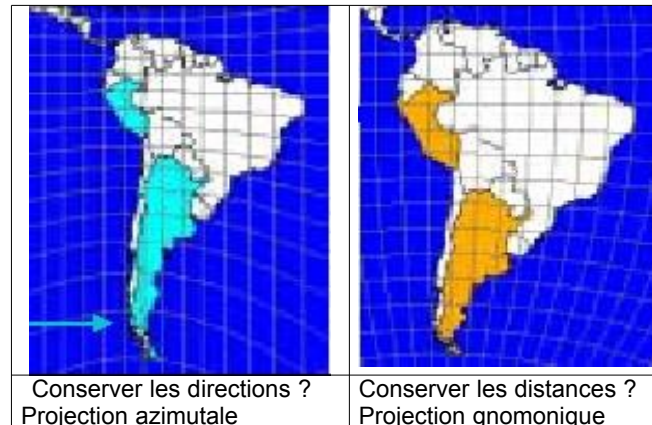 Conserver les directions ?
Projection azimutale
Conserver les distances ?
Projection gnomonique